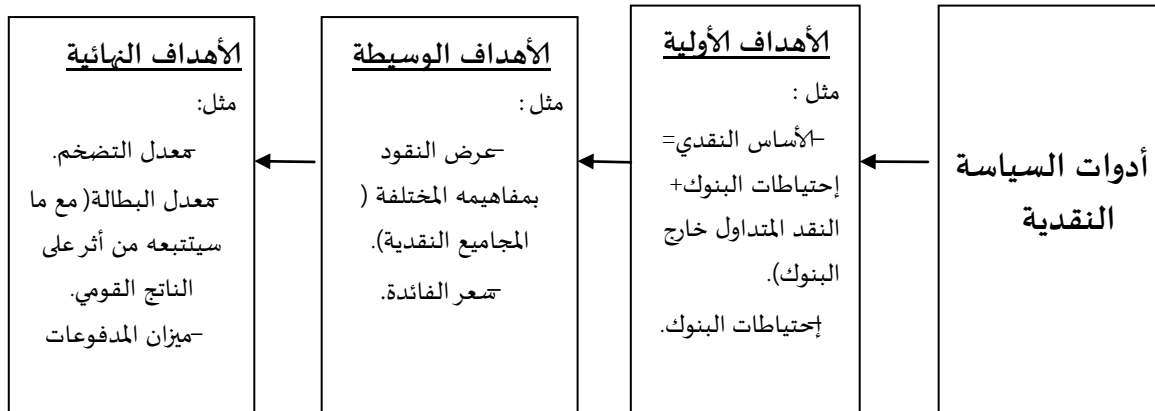 أدوات السياسة
النقدية
الأهداف الأولية
مثل :
-الأساس النقدي=
إحتياطات البنوك+
النقد المتداول خارج
البنوك).
-إحتياطات البنوك.
الأهداف الوسيطة
مثل :
-عرض النقود
بمفاهيمه المختلفة (
المجاميع النقدية).
-سعر الفائدة.
الأهداف النهائية
مثل:
-معدل التضخم.
-معدل البطالة( مع ما
سيتتبعه من أثر على
الناتج القومي.
-ميزان المدفوعات